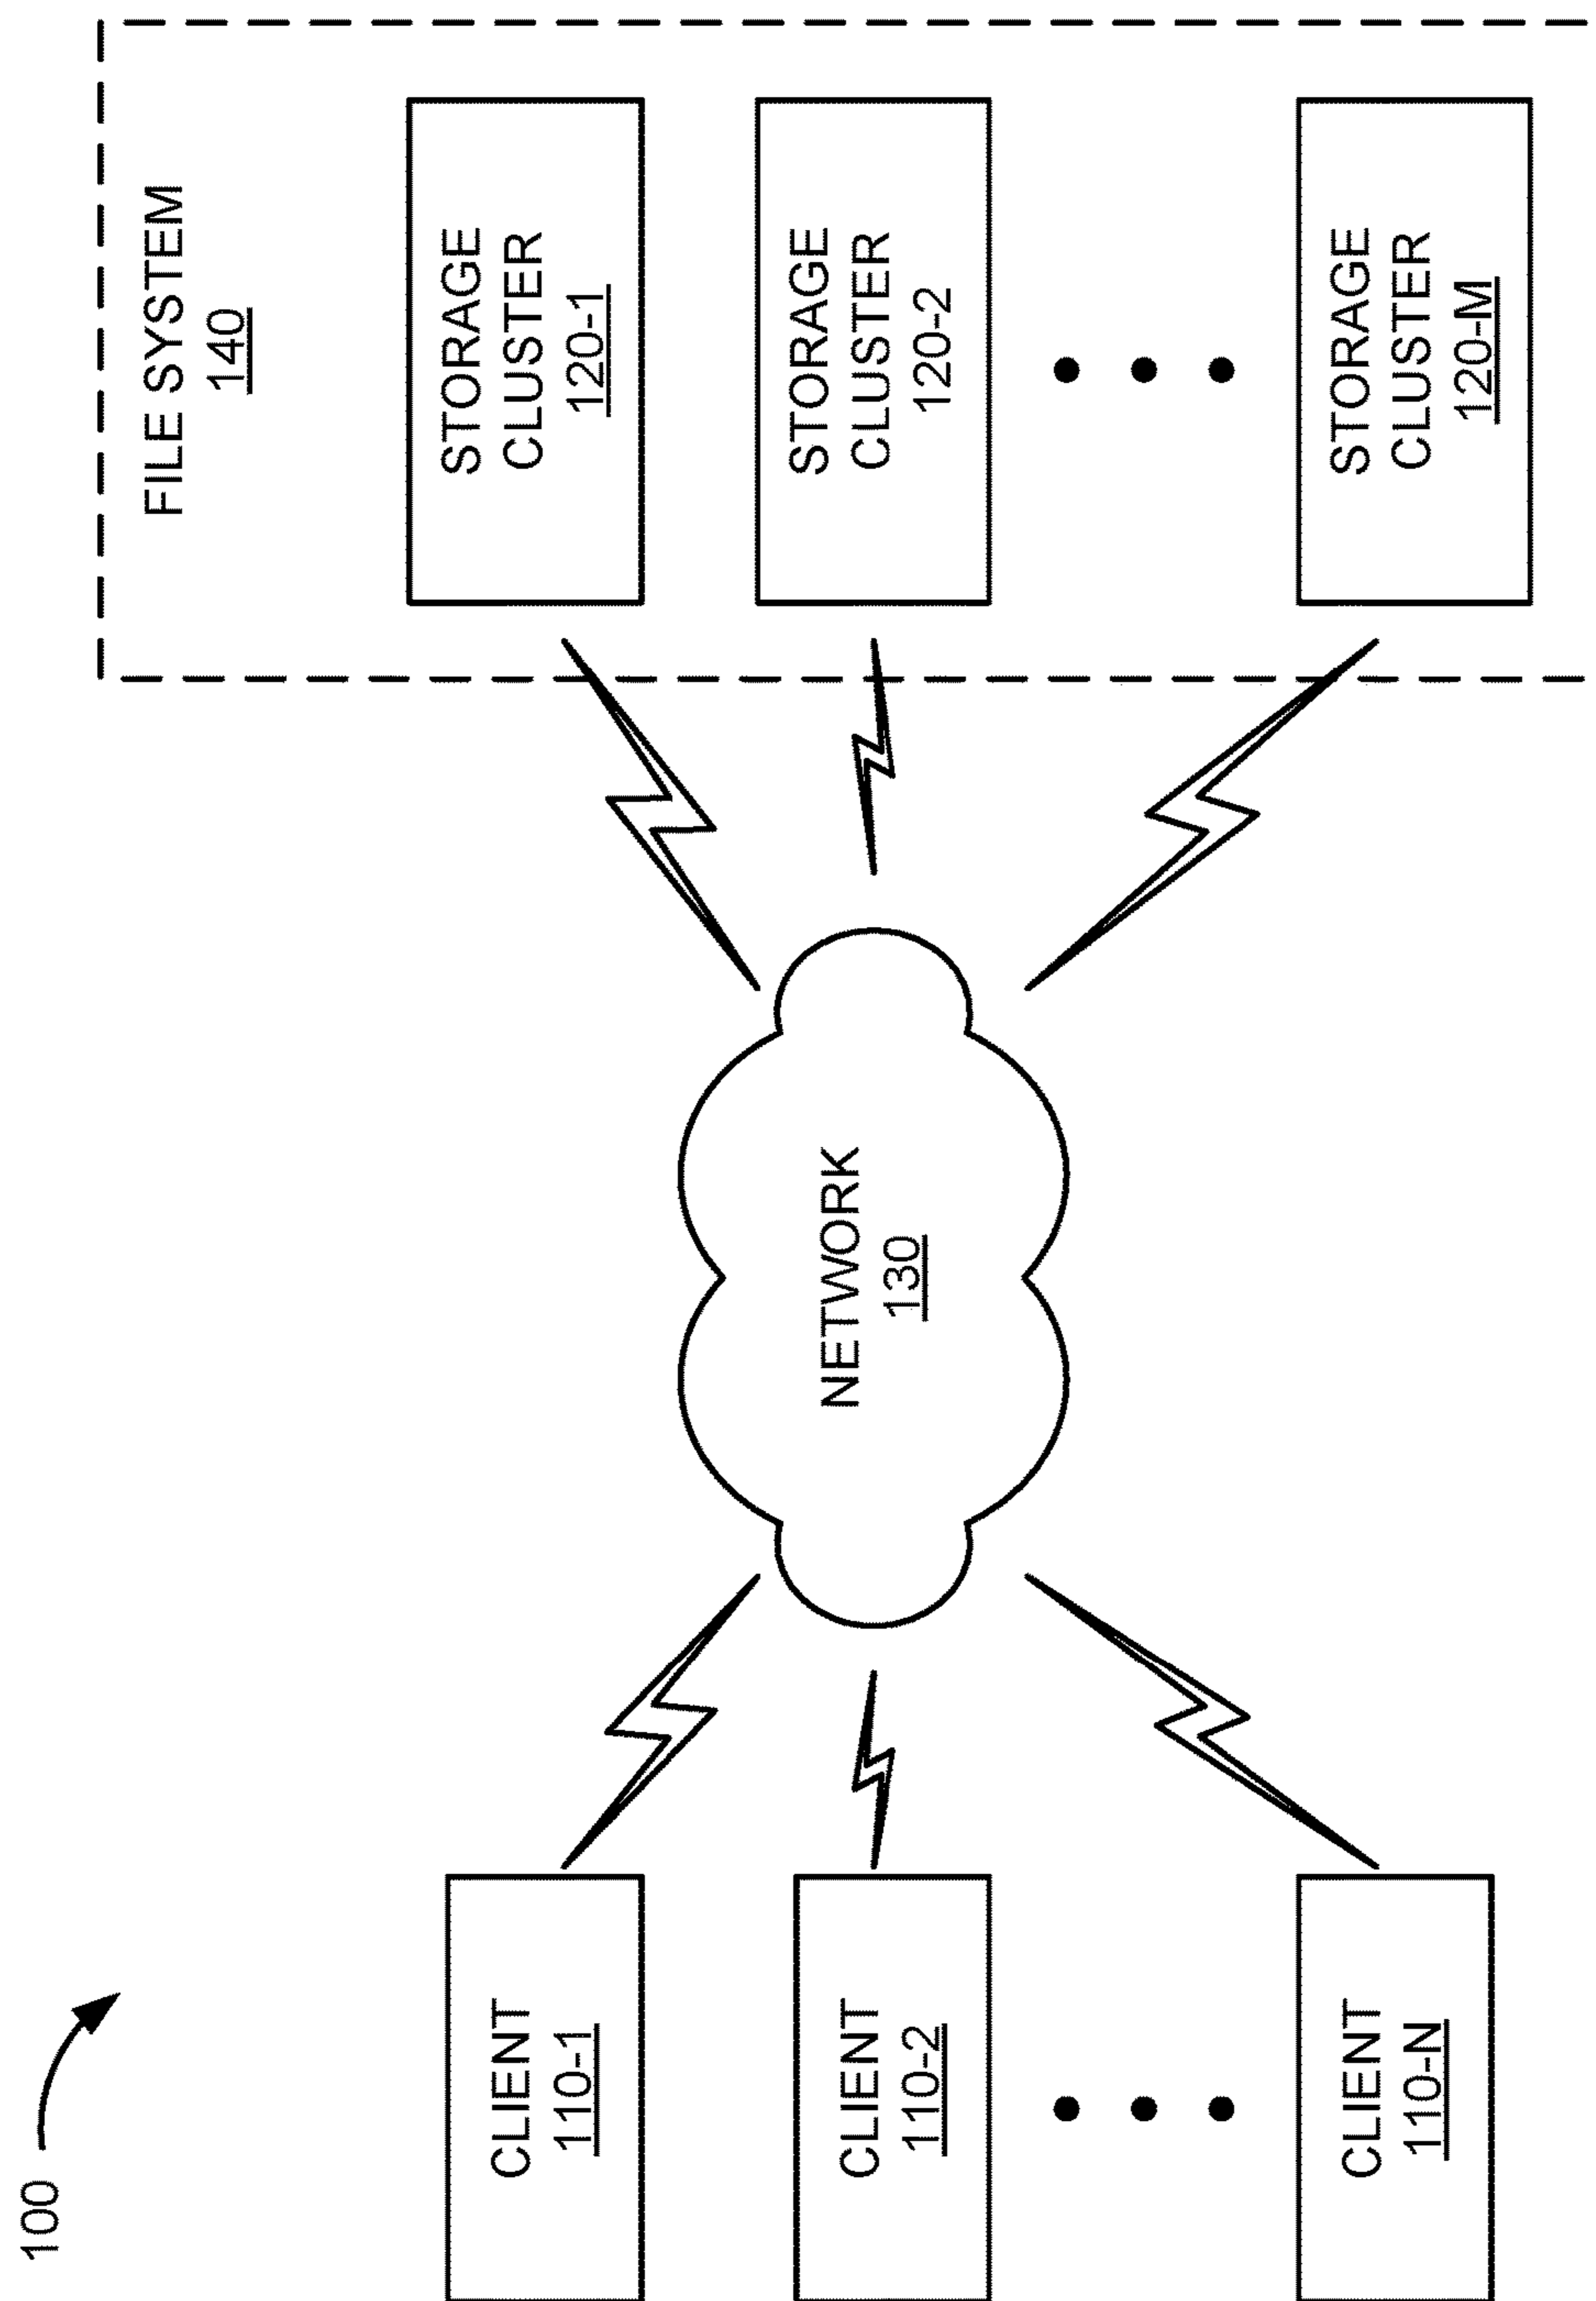 100
CLIENT
110-1
CLIENT
110-2
CLIENT
110-N
NETWORK
130
FILE SYSTEM
140
STORAGE
CLUSTER
120-1
STORAGE
CLUSTER
120-2
STORAGE
CLUSTER
120-M